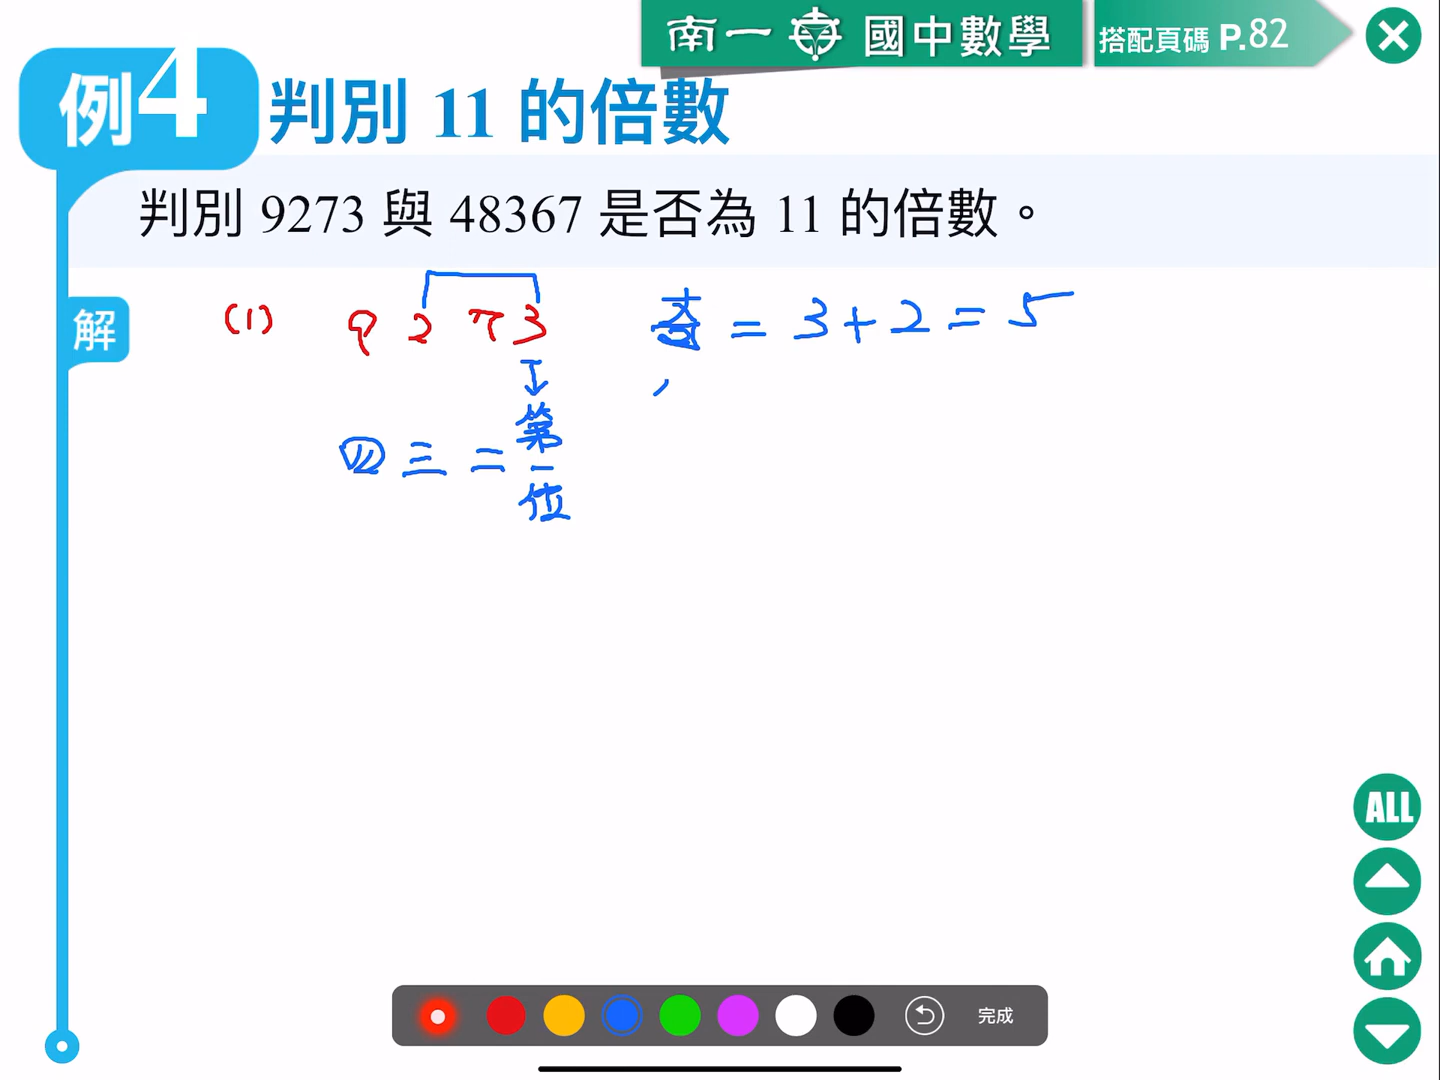 南一 國中數學 搭配頁碼 P.82
例4 判別 11 的倍數
判別 9273 與 48367 是否為 11 的倍數。
解
(1) 9 2 7 3 = 3 + 2 = 5
四 三 二 第一位
ALL
完成